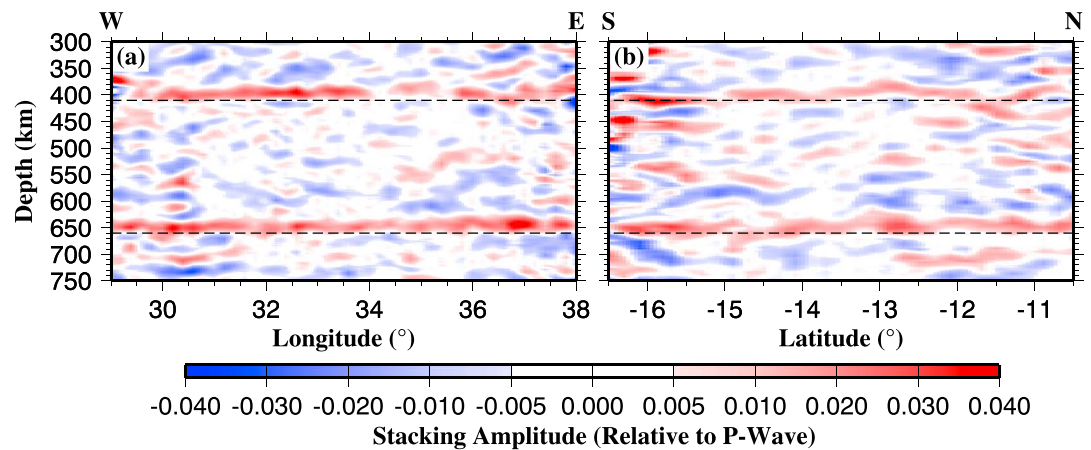 W E S N
(a) (b)
300
350
400
450
500
550
600
650
700
750
Depth (km)
30 32 34 36 38 -16 -15 -14 -13 -12 -11
Longitude (°) Latitude (°)
-0.040 -0.030 -0.020 -0.010 -0.005 0.000 0.005 0.010 0.020 0.030 0.040
Stacking Amplitude (Relative to P-Wave)